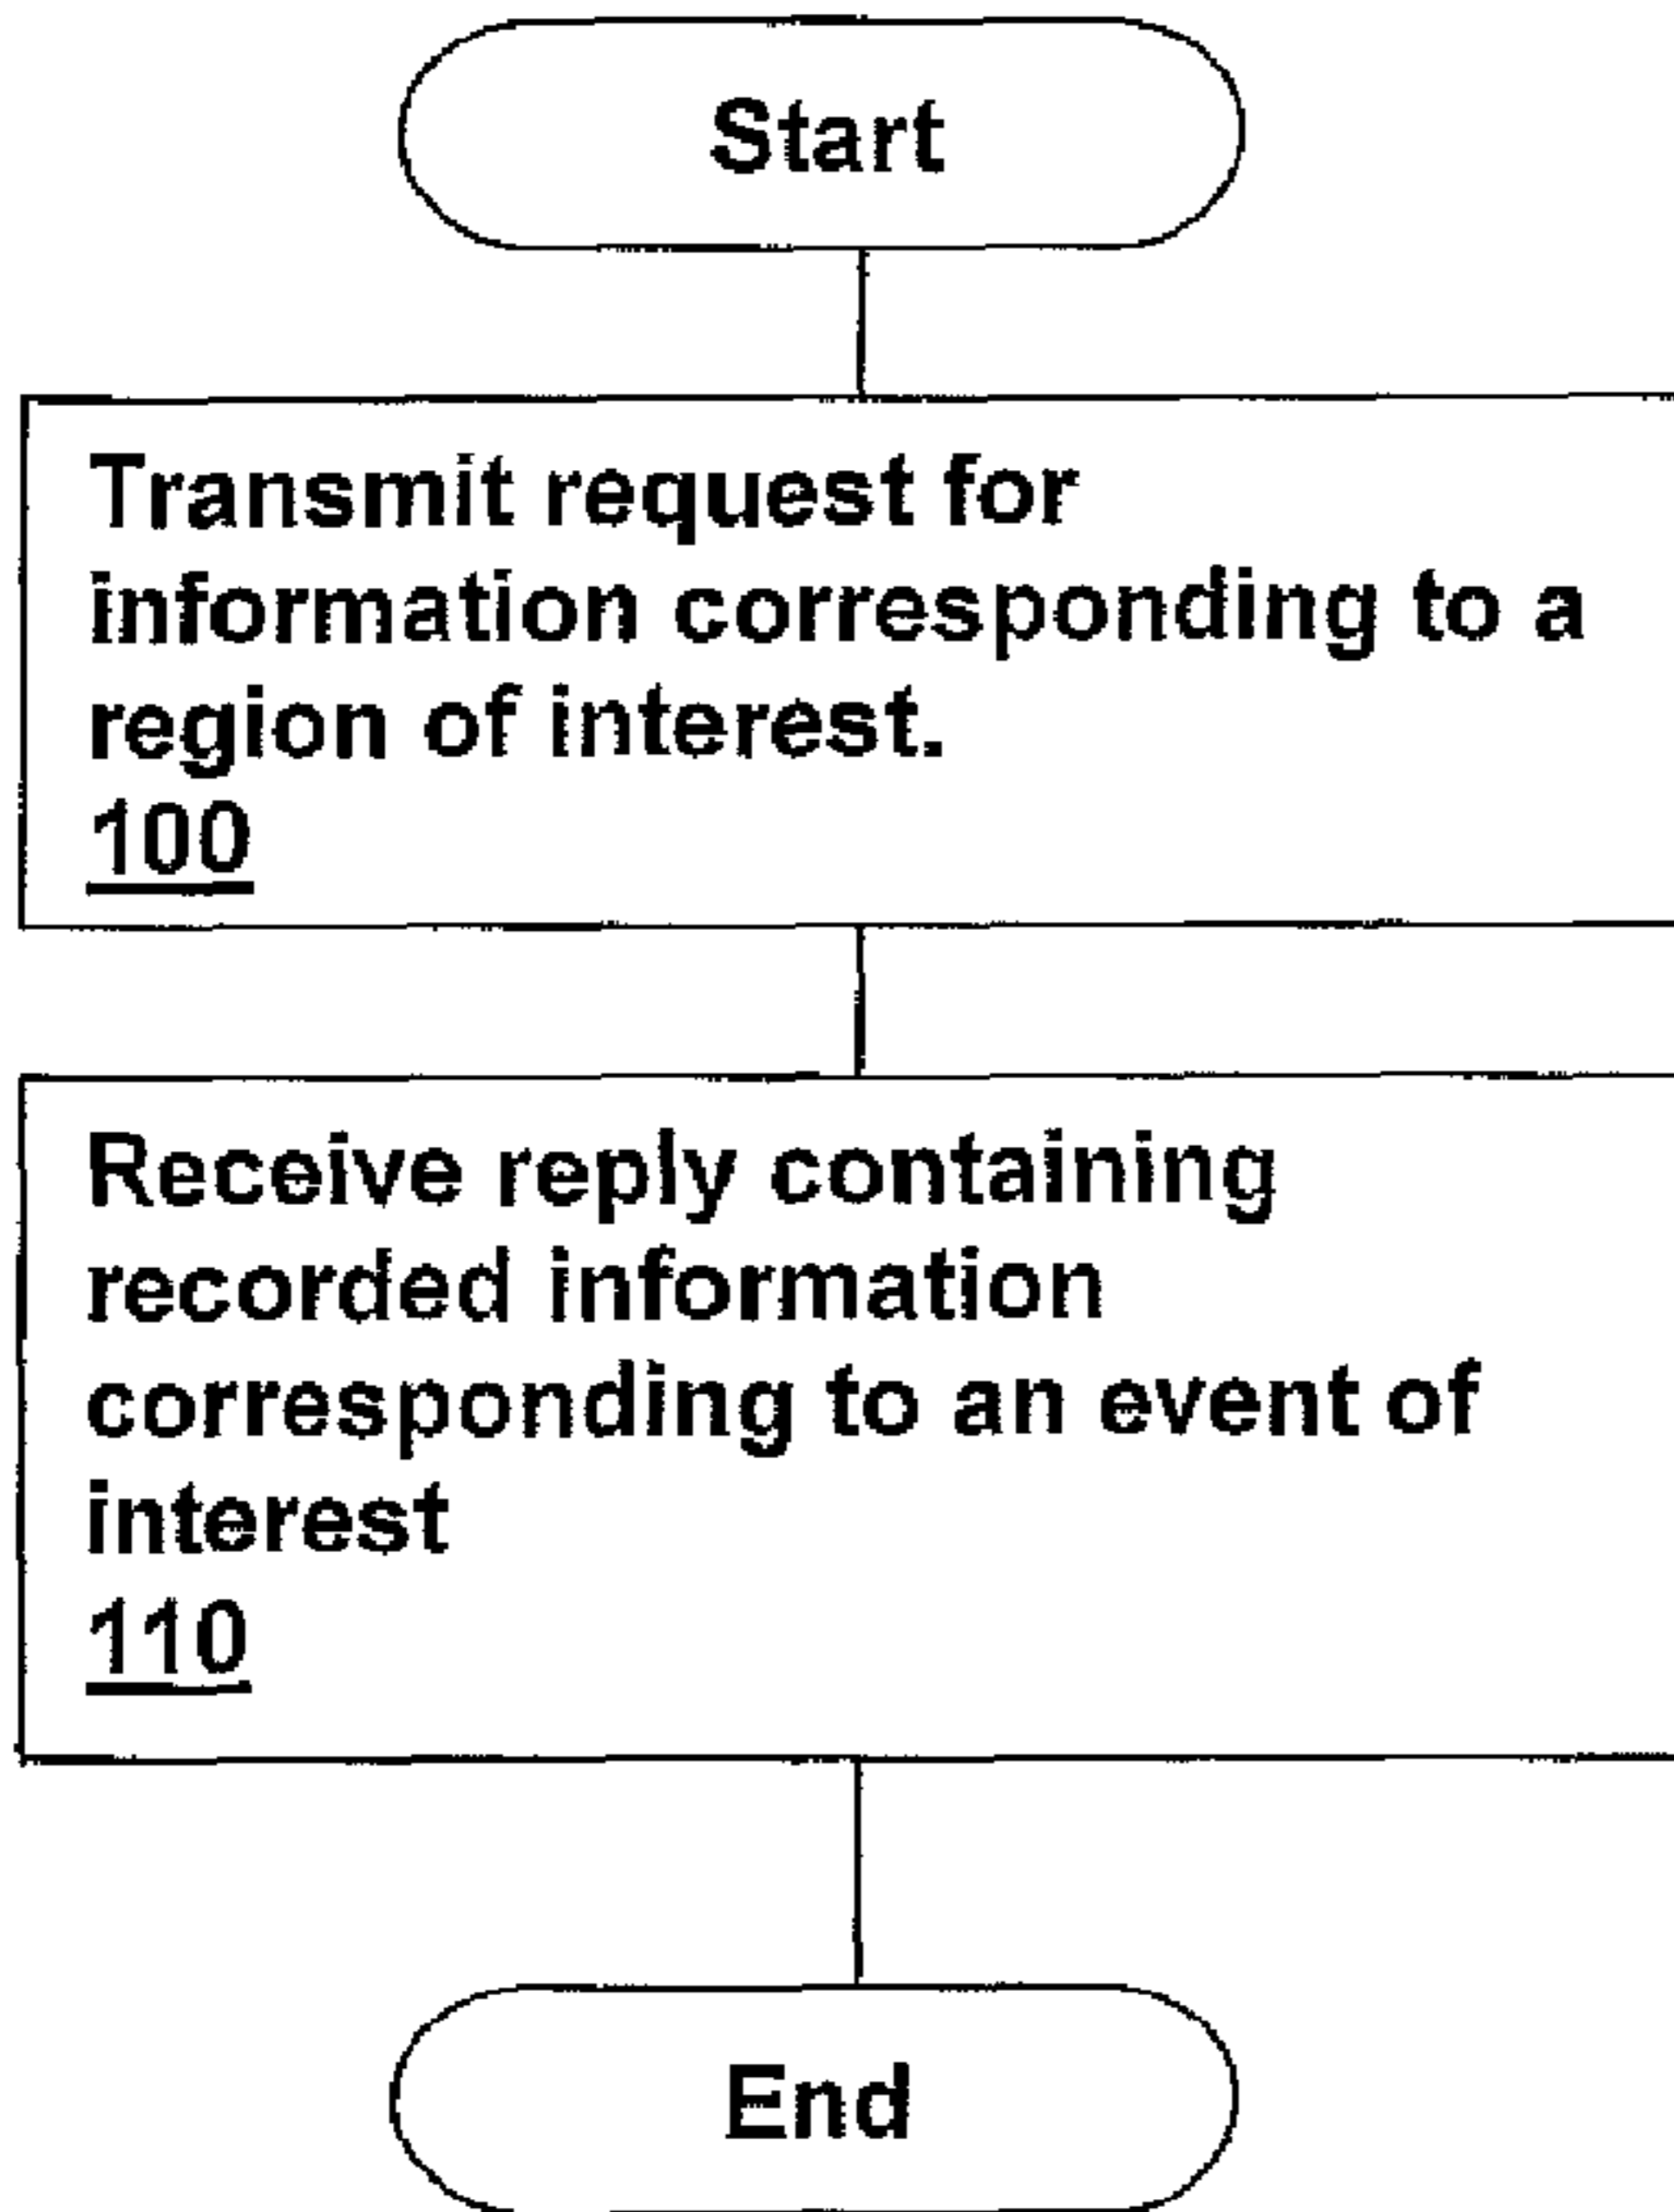 Start
Transmit request for
information corresponding to a
region of interest.
100
Receive reply containing
recorded information
corresponding to an event of
interest
110
End